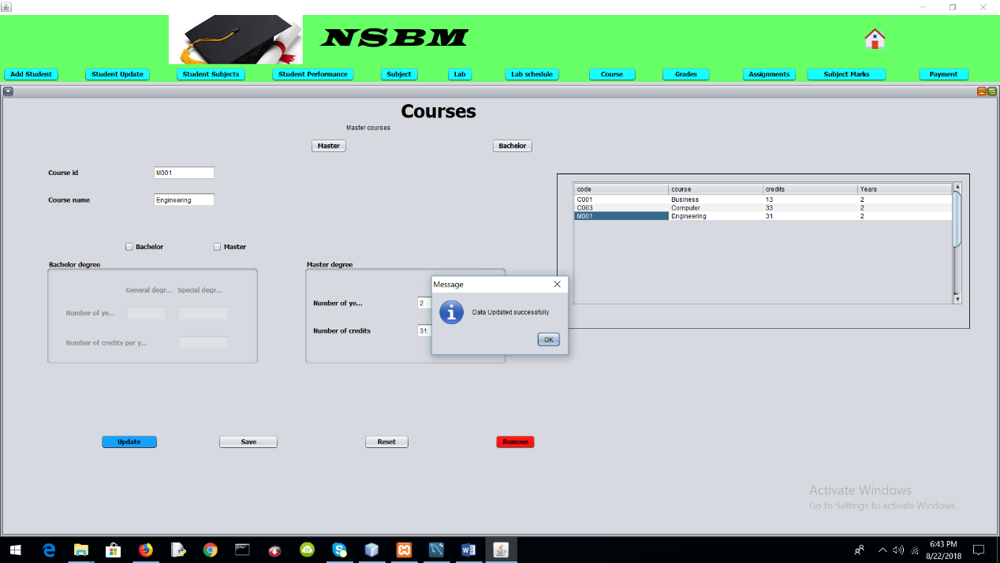 NSBM
Add Student Student Update Student Subjects Student Performance Subject Lab Lab schedule Course Grades Assignments Subject Marks Payment
Courses
Master courses
Master Bachelor
Course id M001
Course name Engineering
code course credits Years
C001 Business 13 2
C003 Computer 33 2
M001 Engineering 31 2
Bachelor Master
Bachelor degree
General degr... Special degr...
Number of ye...
Number of credits per y...
Master degree
Number of ye... 2
Number of credits 31
Message
Data Updated successfully
OK
Update Save Reset Remove
Activate Windows
Go to Settings to activate Windows.
6:43 PM
8/22/2018